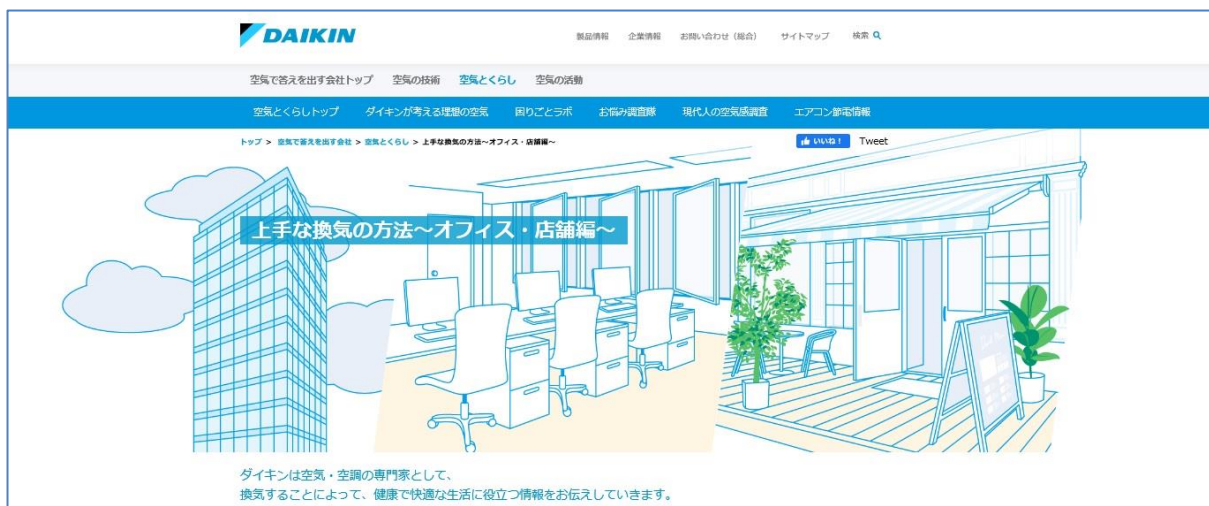 DAIKIN
製品情報 企業情報 お問い合わせ（総合） サイトマップ 検索
空気で答えを出す会社トップ 空気の技術 空気とくらし 空気の活動
空気とくらしトップ ダイキンが考える理想の空気 困りごとラボ お悩み調査隊 現代人の空気感調査 エアコン節電情報
トップ > 空気で答えを出す会社 > 空気とくらし > 上手な換気の方法～オフィス・店舗編～
いいね！ Tweet
上手な換気の方法～オフィス・店舗編～
ダイキンは空気・空調の専門家として、
換気することによって、健康で快適な生活に役立つ情報をお伝えしていきます。